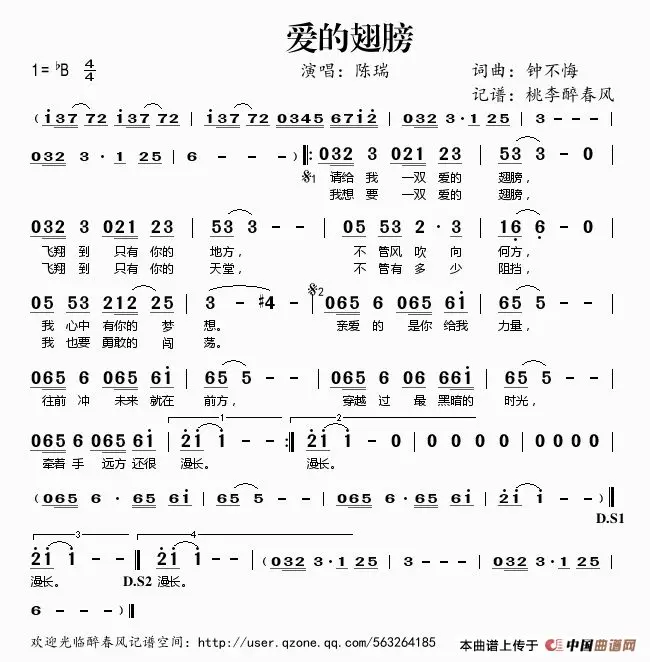 爱的翅膀
1=♭B 4/4 演唱：陈瑞 词曲：钟不悔
记谱：桃李醉春风
（i37 72 i37 72 | i37 72 0345 67i2 | 032 3·1 25 | 3 - - - |
032 3·1 25 | 6 - - ）‖: 032 3 021 23 | 53 3 - 0 |
𝄋1 请给 我 一双 爱的 翅膀，
我想 要 一双 爱的 翅膀，
032 3 021 23 | 53 3 - - | 05 53 2·3 | 16 6 - 0 |
飞翔 到 只有 你的 地方， 不 管风 吹 向 何方，
飞翔 到 只有 你的 天堂， 不 管有 多 少 阻挡，
𝄋2
05 53 212 25 | 3 - - #4 - | 065 6 065 6i | 65 5 - - |
我 心中 有你的 梦 想。 亲爱 的 是你 给我 力量，
我 也要 勇敢的 闯 荡。
065 6 065 5i | 65 5 - - | 065 06 06 66i | 65 5 - - |
往前 冲 未来 就在 前方， 穿越 过 最 黑暗的 时光，
1 2
065 6 065 6i | 2i i - - :‖ 2i i - 0 | 0 0 0 0 | 0 0 0 0 |
牵着 手 远方 还很 漫长。 漫长。
（065 6·65 6i | 65 5 - - | 065 6·65 6i | 2i i - - ）‖
D.S1
3 4
2i i - - ‖ 2i i - 0 | （032 3·1 25 | 3 - - - | 032 3·1 25 |
漫长。 D.S2 漫长。
6 - - - ）‖
欢迎光临醉春风记谱空间：http://user.qzone.qq.com/563264185 本曲谱上传于 中国曲谱网